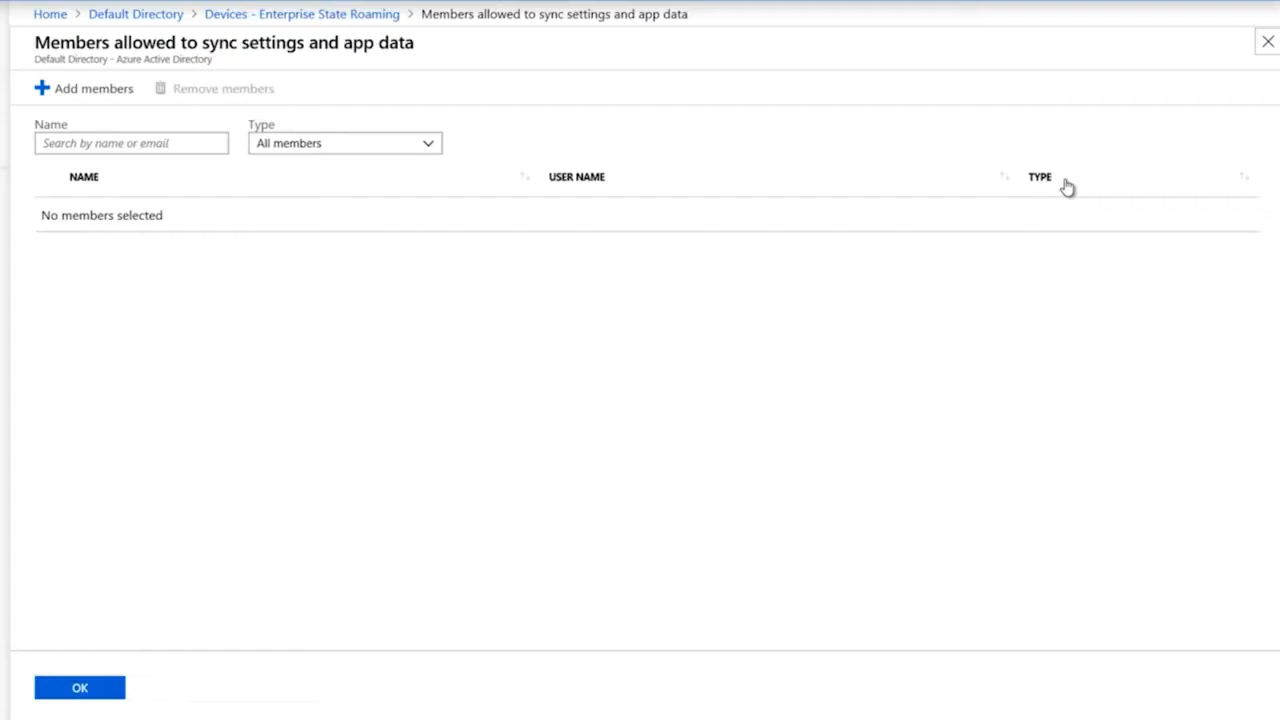 Home > Default Directory > Devices - Enterprise State Roaming > Members allowed to sync settings and app data
Members allowed to sync settings and app data
Default Directory - Azure Active Directory
Add members Remove members
Name Type
Search by name or email All members
NAME USER NAME TYPE
No members selected
OK